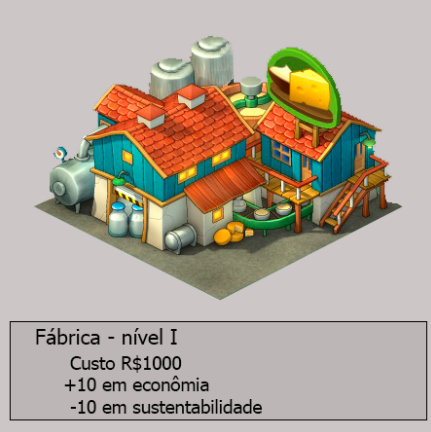 Fábrica - nível I
Custo R$1000
+10 em econômia
-10 em sustentabilidade